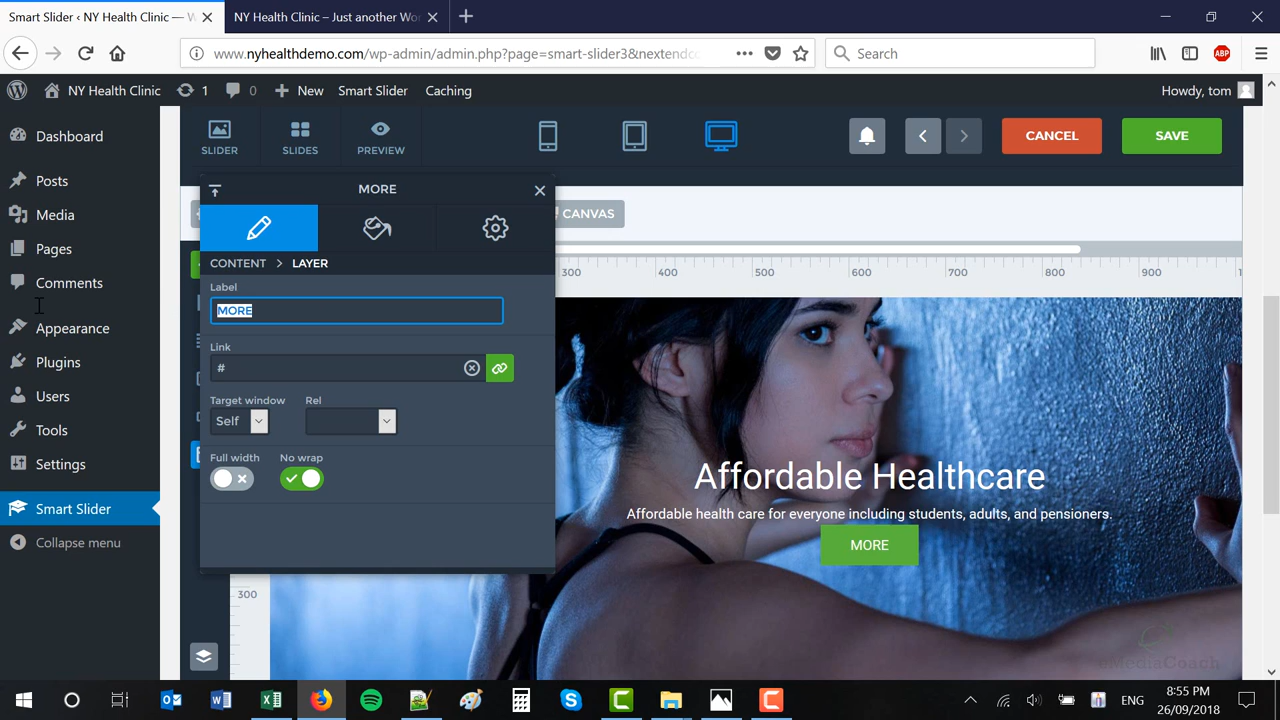 Smart Slider ‹ NY Health Clinic — W
NY Health Clinic – Just another Wo
www.nyhealthdemo.com/wp-admin/admin.php?page=smart-slider3&nextendc
Search
ABP
NY Health Clinic
1
0
New
Smart Slider
Caching
Howdy, tom
Dashboard
Posts
Media
Pages
Comments
Appearance
Plugins
Users
Tools
Settings
Smart Slider
Collapse menu
SLIDER
SLIDES
PREVIEW
CANCEL
SAVE
MORE
CANVAS
CONTENT > LAYER
Label
MORE
Link
#
Target window
Rel
Self
Full width
No wrap
300 400 500 600 700 800 900
300
Affordable Healthcare
Affordable health care for everyone including students, adults, and pensioners.
MORE
eMediaCoach
ENG
8:55 PM
26/09/2018